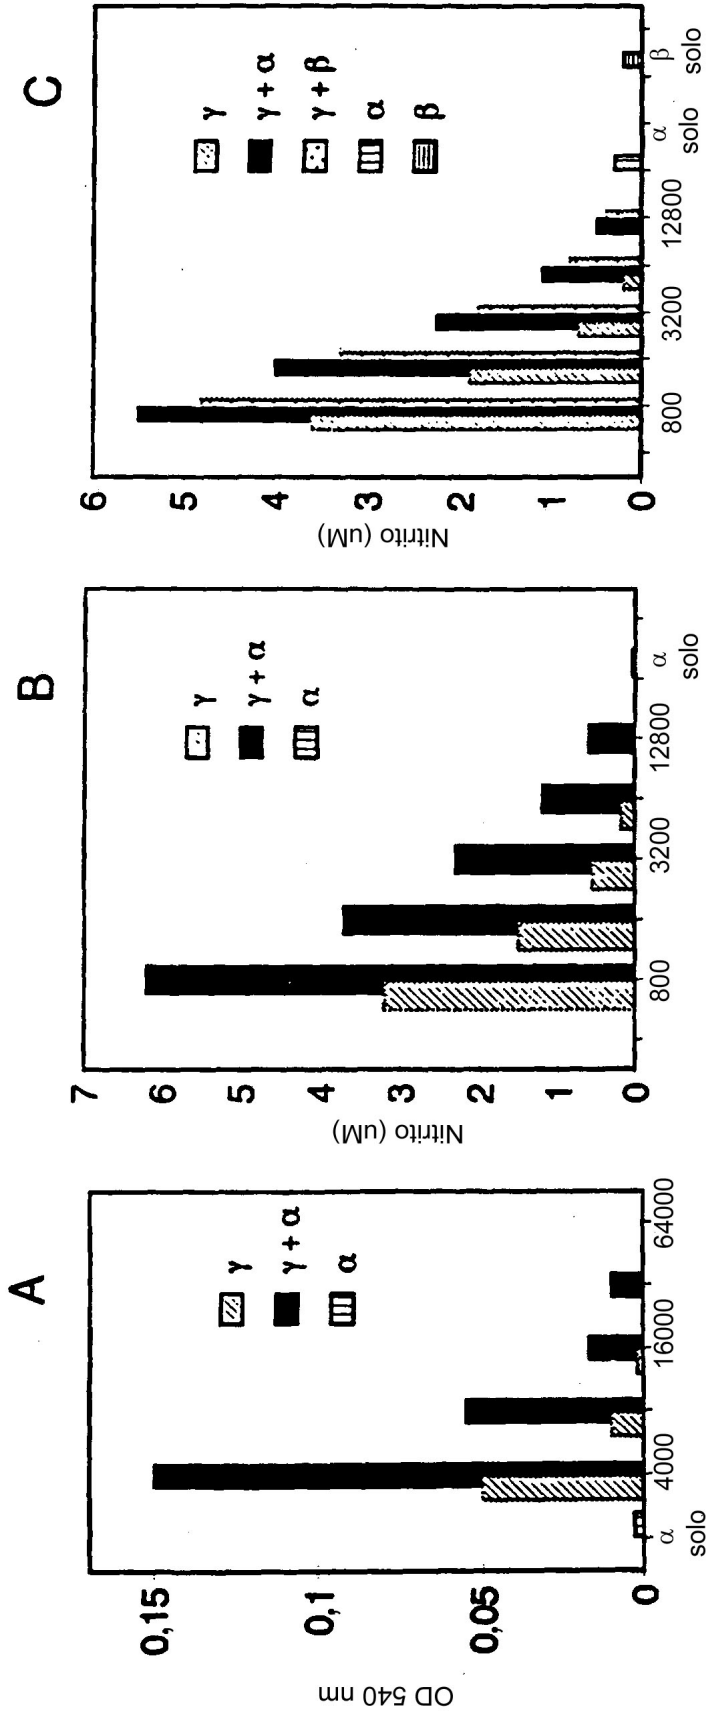 A
OD 540 nm
0,15
0,1
0,05
0
γ
γ + α
α
α solo
4000
16000
64000
B
Nitrito (uM)
7
6
5
4
3
2
1
0
γ
γ + α
α
800
3200
12800
α solo
C
Nitrito (uM)
6
5
4
3
2
1
0
γ
γ + α
γ + β
α
β
800
3200
12800
α solo
β solo